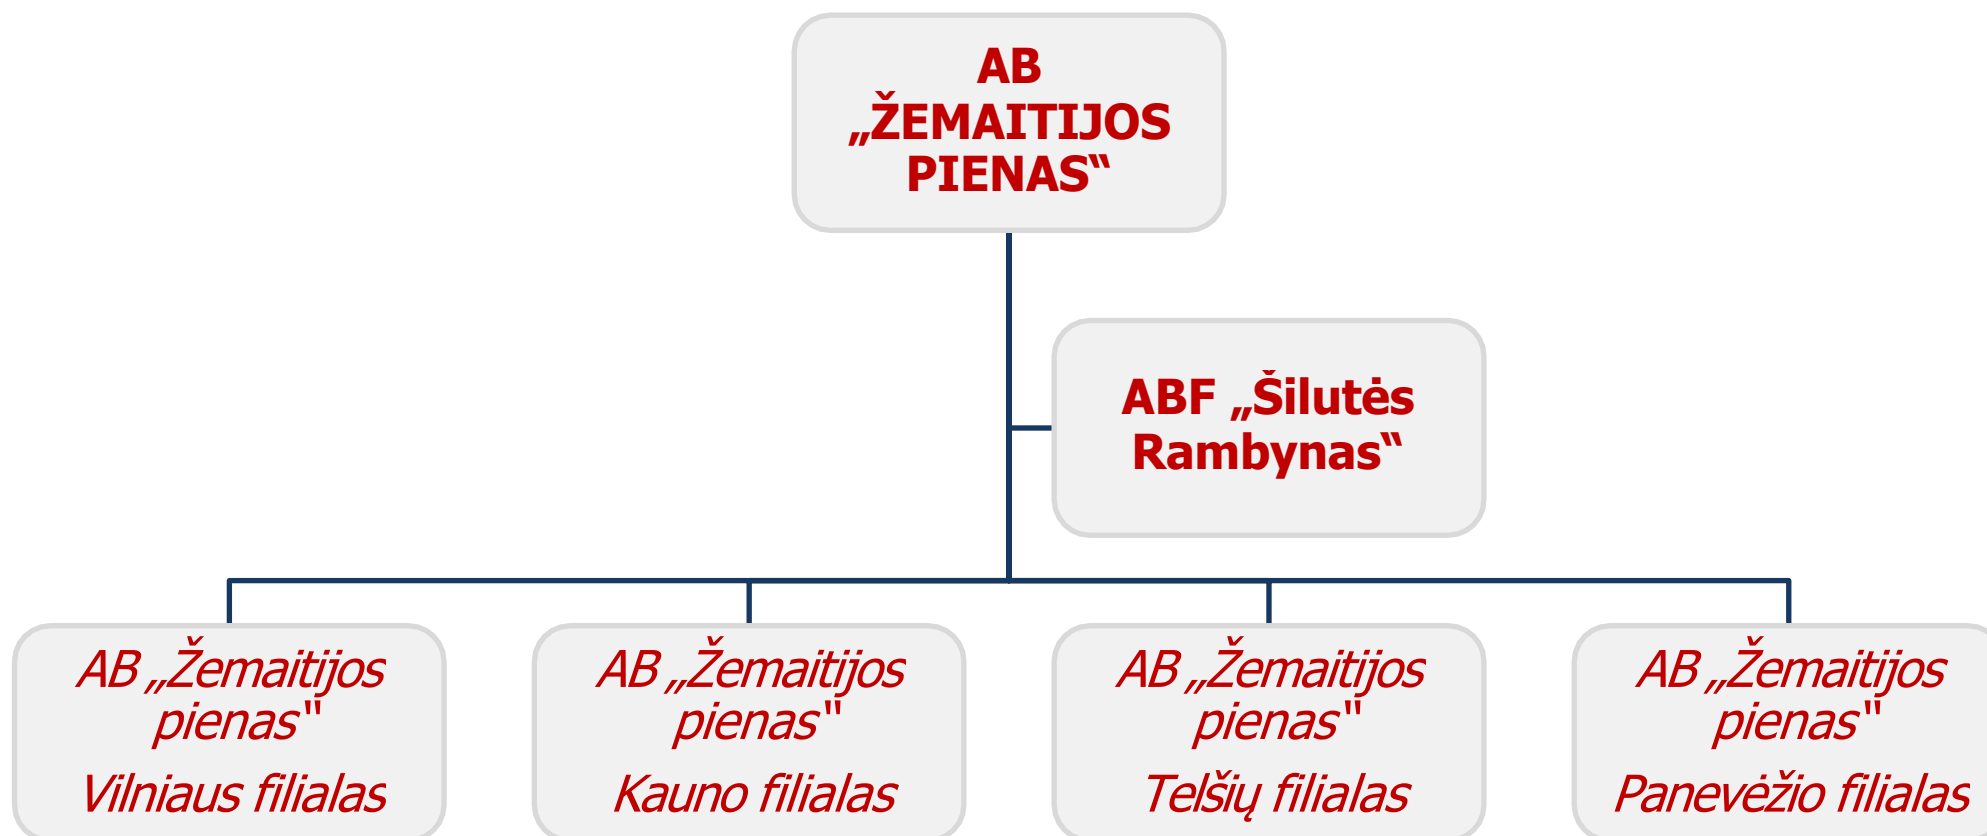 AB
„ŽEMAITIJOS
PIENAS“
ABF „Šilutės
Rambynas“
AB „Žemaitijos
pienas“
Vilniaus filialas
AB „Žemaitijos
pienas“
Kauno filialas
AB „Žemaitijos
pienas“
Telšių filialas
AB „Žemaitijos
pienas“
Panevėžio filialas